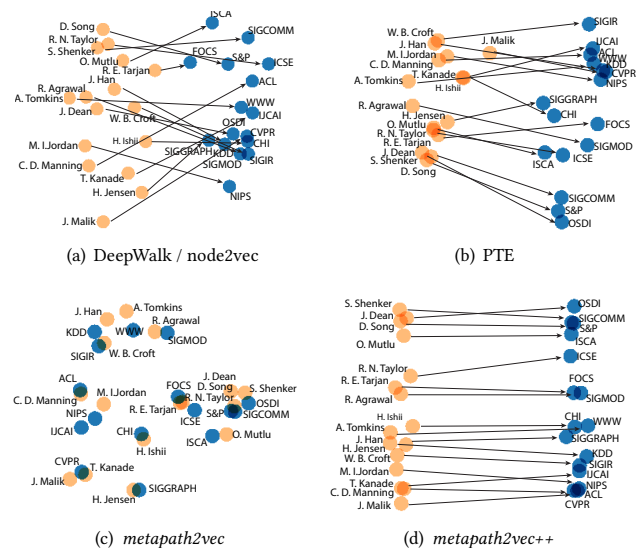 D. Song
R. N. Taylor
S. Shenker
O. Mutlu
R. E. Tarjan
J. Han
R. Agrawal
A. Tomkins
J. Dean
W. B. Croft
H. Ishii
M. I.Jordon
C. D. Manning
T. Kanade
H. Jensen
J. Malik
ISCA
SIGCOMM
FOCS
S&P
ICSE
ACL
WWW
IJCAI
OSDI
CVPR
CHI
SIGGRAPH
KDD
SIGMOD
SIGIR
NIPS
(a) DeepWalk / node2vec
W. B. Croft
J. Han
M. I.Jordon
C. D. Manning
J. Malik
T. Kanade
A. Tomkins
H. Ishii
R. Agrawal
H. Jensen
O. Mutlu
R. N. Taylor
R. E. Tarjan
J. Dean
S. Shenker
D. Song
SIGIR
IJCAI
ACL
WWW
KDD
CVPR
NIPS
SIGGRAPH
CHI
FOCS
SIGMOD
ISCA
ICSE
SIGCOMM
S&P
OSDI
(b) PTE
J. Han
A. Tomkins
KDD
WWW
R. Agrawal
SIGMOD
SIGIR
W. B. Croft
ACL
C. D. Manning
M. I.Jordon
NIPS
IJCAI
FOCS
R. E. Tarjan
R. N. Taylor
ICSE
J. Dean
D. Song
S. Shenker
OSDI
S&P
SIGCOMM
CHI
H. Ishii
ISCA
O. Mutlu
CVPR
T. Kanade
J. Malik
H. Jensen
SIGGRAPH
(c) metapath2vec
S. Shenker
J. Dean
D. Song
O. Mutlu
R. N. Taylor
R. E. Tarjan
R. Agrawal
H. Ishii
A. Tomkins
J. Han
H. Jensen
W. B. Croft
M. I.Jordon
T. Kanade
C. D. Manning
J. Malik
OSDI
SIGCOMM
S&P
ISCA
ICSE
FOCS
SIGMOD
CHI
WWW
SIGGRAPH
KDD
SIGIR
IJCAI
NIPS
ACL
CVPR
(d) metapath2vec++